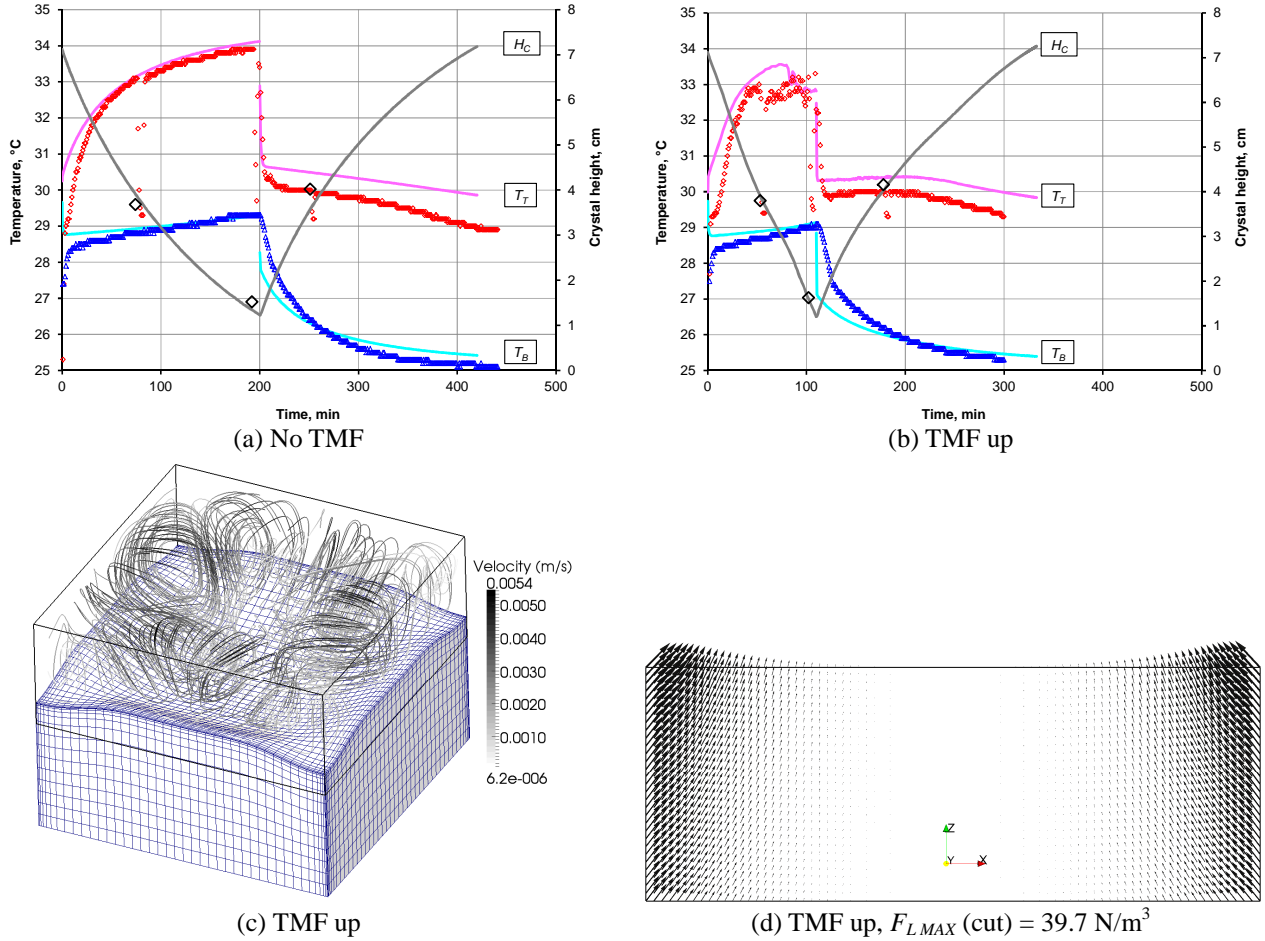 35
34
33
32
31
30
29
28
27
26
25
Temperature, °C
8
7
6
5
4
3
2
1
0
Crystal height, cm
H_C
T_T
T_B
0 100 200 300 400 500
Time, min
(a) No TMF
35
34
33
32
31
30
29
28
27
26
25
Temperature, °C
8
7
6
5
4
3
2
1
0
Crystal height, cm
H_C
T_T
T_B
0 100 200 300 400 500
Time, min
(b) TMF up
Velocity (m/s)
0.0054
0.0050
0.0040
0.0030
0.0020
0.0010
6.2e-006
(c) TMF up
Z
Y X
(d) TMF up, F_{L MAX} (cut) = 39.7 N/m³